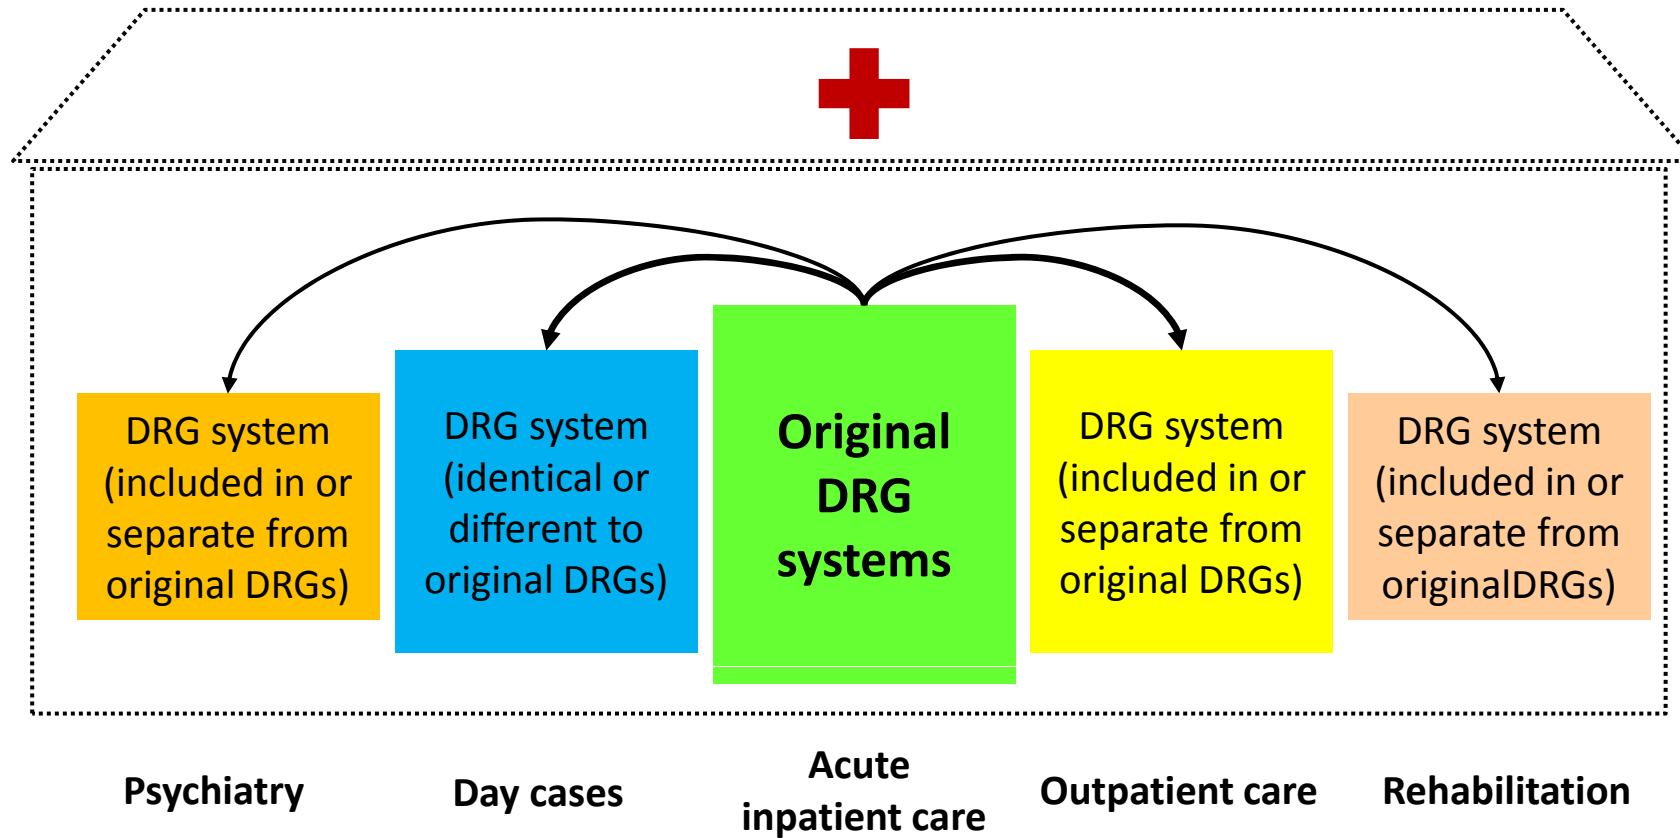 DRG system
(included in or
separate from
original DRGs)
DRG system
(identical or
different to
original DRGs)
Original
DRG
systems
DRG system
(included in or
separate from
original DRGs)
DRG system
(included in or
separate from
originalDRGs)
Psychiatry
Day cases
Acute
inpatient care
Outpatient care
Rehabilitation